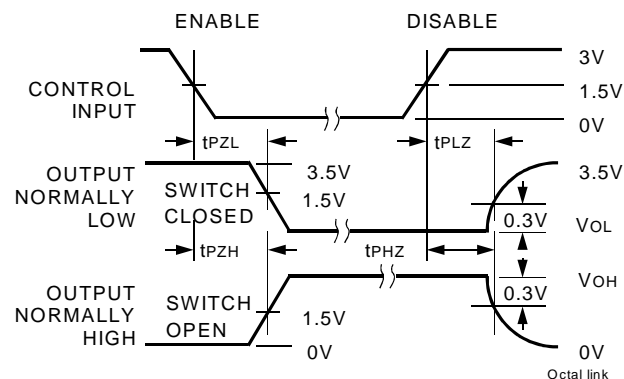 ENABLE DISABLE
3V
CONTROL
INPUT
1.5V
0V
tPZL tPLZ
OUTPUT
NORMALLY
LOW
SWITCH
CLOSED
3.5V
1.5V
3.5V
0.3V
VOL
tPZH tPHZ
OUTPUT
NORMALLY
HIGH
SWITCH
OPEN
1.5V
0V
VOH
0.3V
0V
Octal link